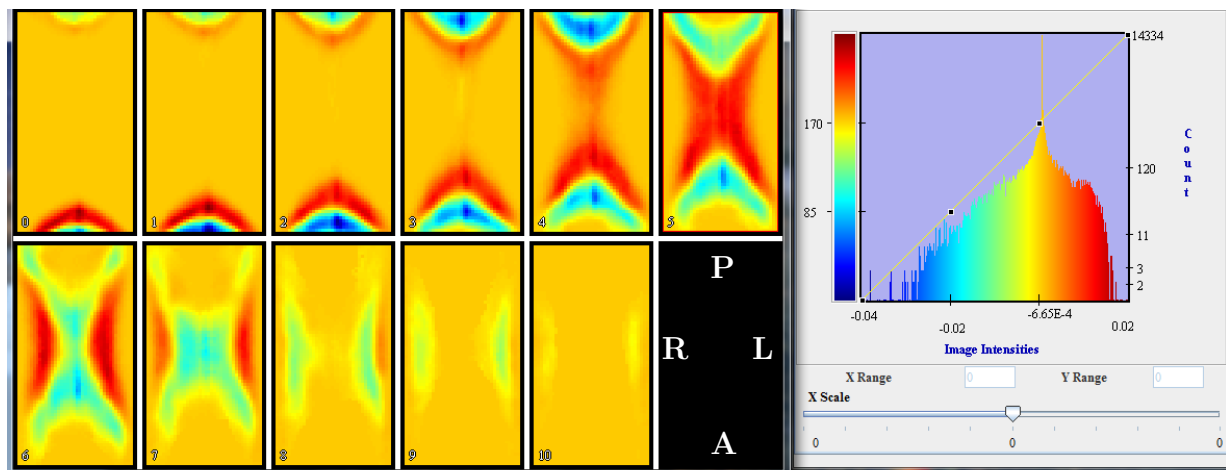 0 1 2 3 4 5
6 7 8 9 10
P
R L
A
14334
170
120
85
11
3
2
C
o
u
n
t
-0.04 -0.02 -6.65E-4 0.02
Image Intensities
X Range 0 Y Range 0
X Scale
0 0 0